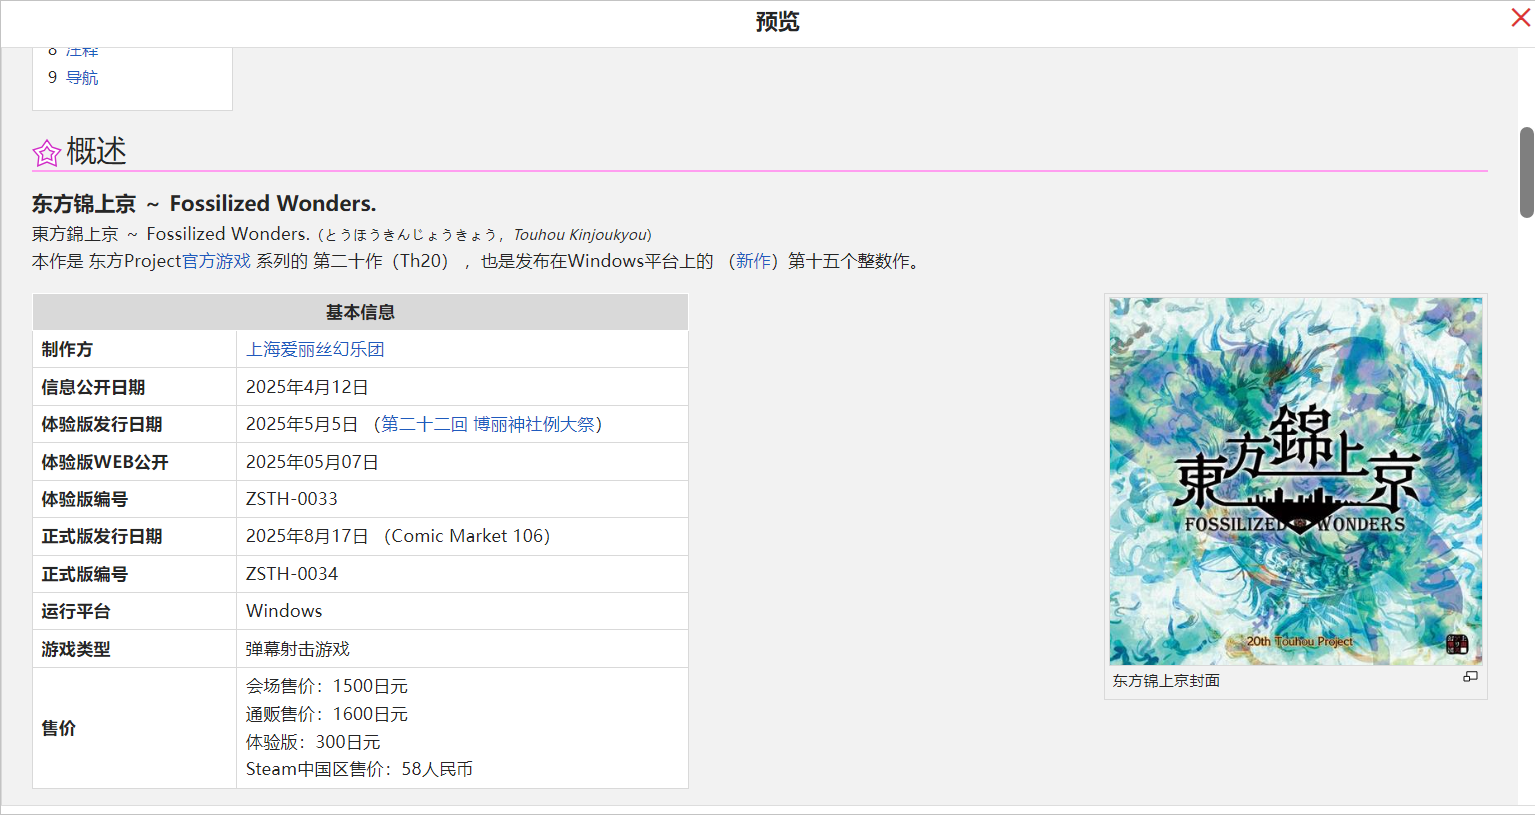 预览
8 注释
9 导航
概述
东方锦上京 ～ Fossilized Wonders.
東方錦上京 ～ Fossilized Wonders.（とうほうきんじょうきょう，Touhou Kinjoukyou）
本作是 东方Project官方游戏 系列的 第二十作（Th20），也是发布在Windows平台上的 （新作）第十五个整数作。
基本信息
制作方 上海爱丽丝幻乐团
信息公开日期 2025年4月12日
体验版发行日期 2025年5月5日 （第二十二回 博丽神社例大祭）
体验版WEB公开 2025年05月07日
体验版编号 ZSTH-0033
正式版发行日期 2025年8月17日 （Comic Market 106）
正式版编号 ZSTH-0034
运行平台 Windows
游戏类型 弹幕射击游戏
售价
会场售价：1500日元
通贩售价：1600日元
体验版：300日元
Steam中国区售价：58人民币
東方錦上京
FOSSILIZED WONDERS
20th Touhou Project
东方锦上京封面